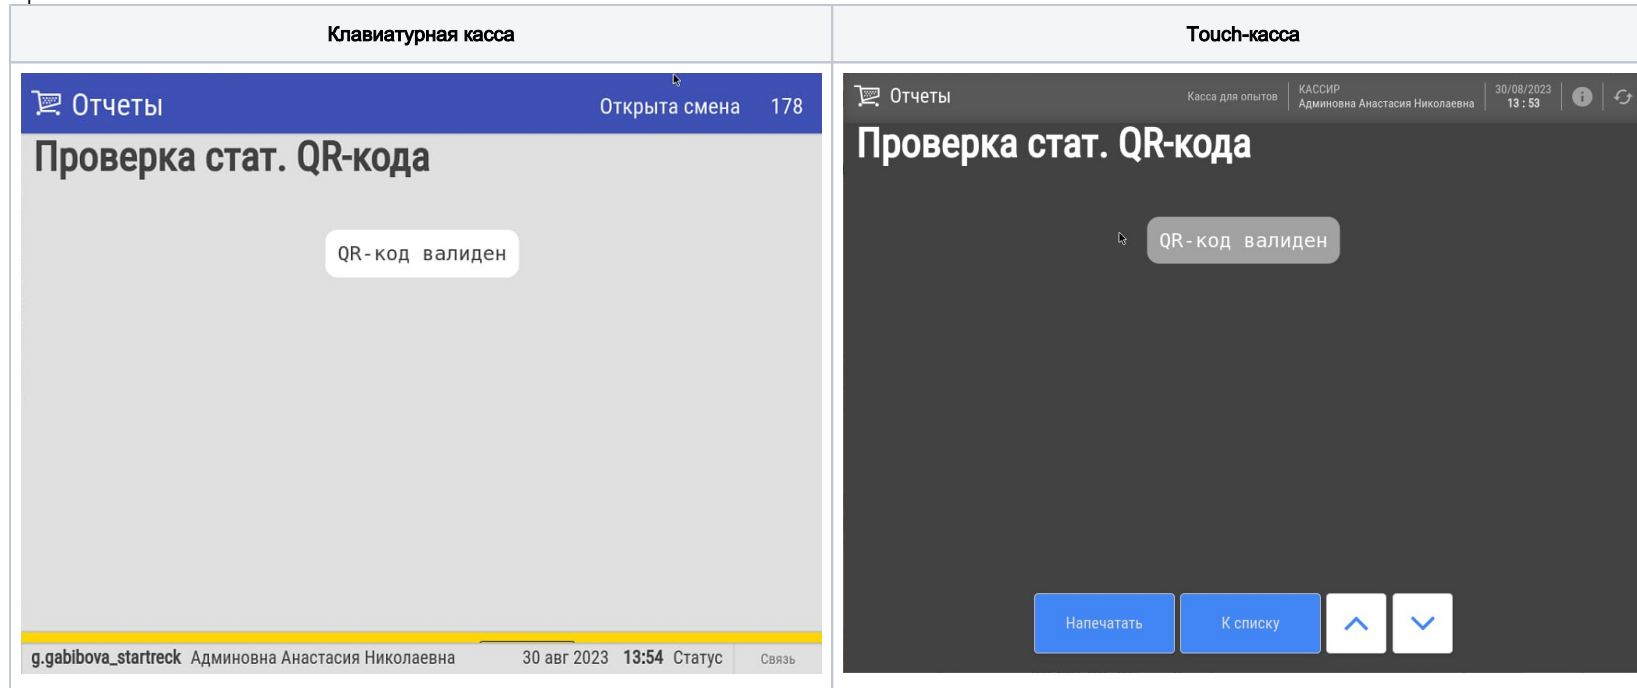 Клавиатурная касса
Touch-касса
Отчеты
Открыта смена 178
Проверка стат. QR-кода
QR-код валиден
g.gabibova_startreck Админовна Анастасия Николаевна 30 авг 2023 13:54 Статус Связь
Отчеты
Касса для опытов
КАССИР
Админовна Анастасия Николаевна
30/08/2023
13 : 53
Проверка стат. QR-кода
QR-код валиден
Напечатать
К списку